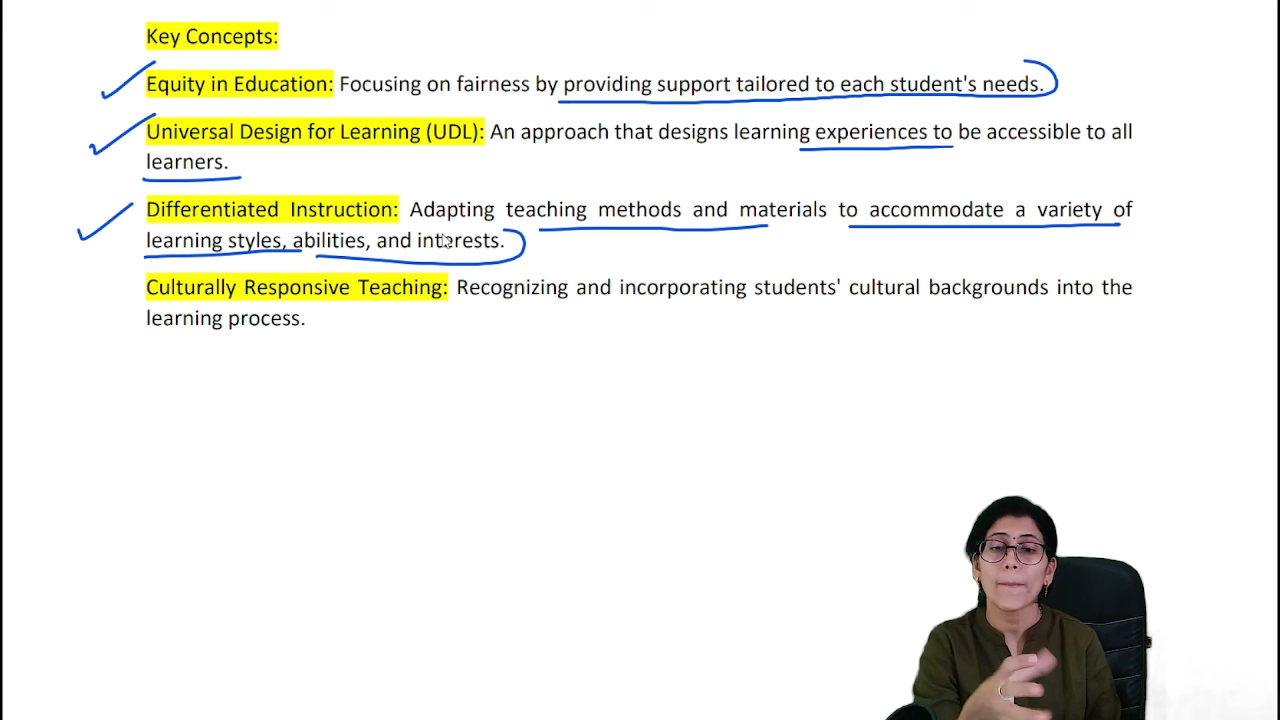 Key Concepts:
Equity in Education: Focusing on fairness by providing support tailored to each student's needs.
Universal Design for Learning (UDL): An approach that designs learning experiences to be accessible to all
learners.
Differentiated Instruction: Adapting teaching methods and materials to accommodate a variety of
learning styles, abilities, and interests.
Culturally Responsive Teaching: Recognizing and incorporating students' cultural backgrounds into the
learning process.